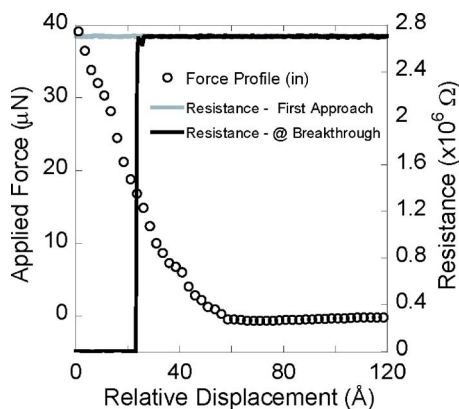 40
30
20
10
0
Applied Force (μN)
Force Profile (in)
Resistance - First Approach
Resistance - @ Breakthrough
2.8
2.4
2
1.6
1.2
0.8
0.4
0
Resistance (x10⁶ Ω)
0 40 80 120
Relative Displacement (Å)